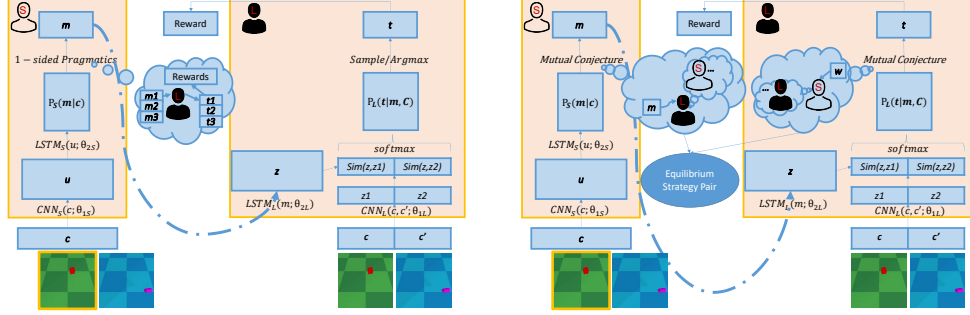 S
m
Reward
L
t
1−sided Pragmatics
Sample/Argmax
Rewards
m1
m2
m3
L
t1
t2
t3
P_S(m|c)
P_L(t|m, C)
LSTM_S(u; θ_2S)
softmax
u
z
Sim(z,z1)
Sim(z,z2)
z1
z2
CNN_S(c; θ_1S)
LSTM_L(m; θ_2L)
CNN_L(c, c'; θ_1L)
c
c
c'
S
m
Reward
L
t
Mutual Conjecture
Mutual Conjecture
S
...
m
L
w
...
L
S
P_S(m|c)
P_L(t|m, C)
LSTM_S(u; θ_2S)
softmax
u
Equilibrium
Strategy Pair
z
Sim(z,z1)
Sim(z,z2)
z1
z2
CNN_S(c; θ_1S)
LSTM_L(m; θ_2L)
CNN_L(c, c'; θ_1L)
c
c
c'